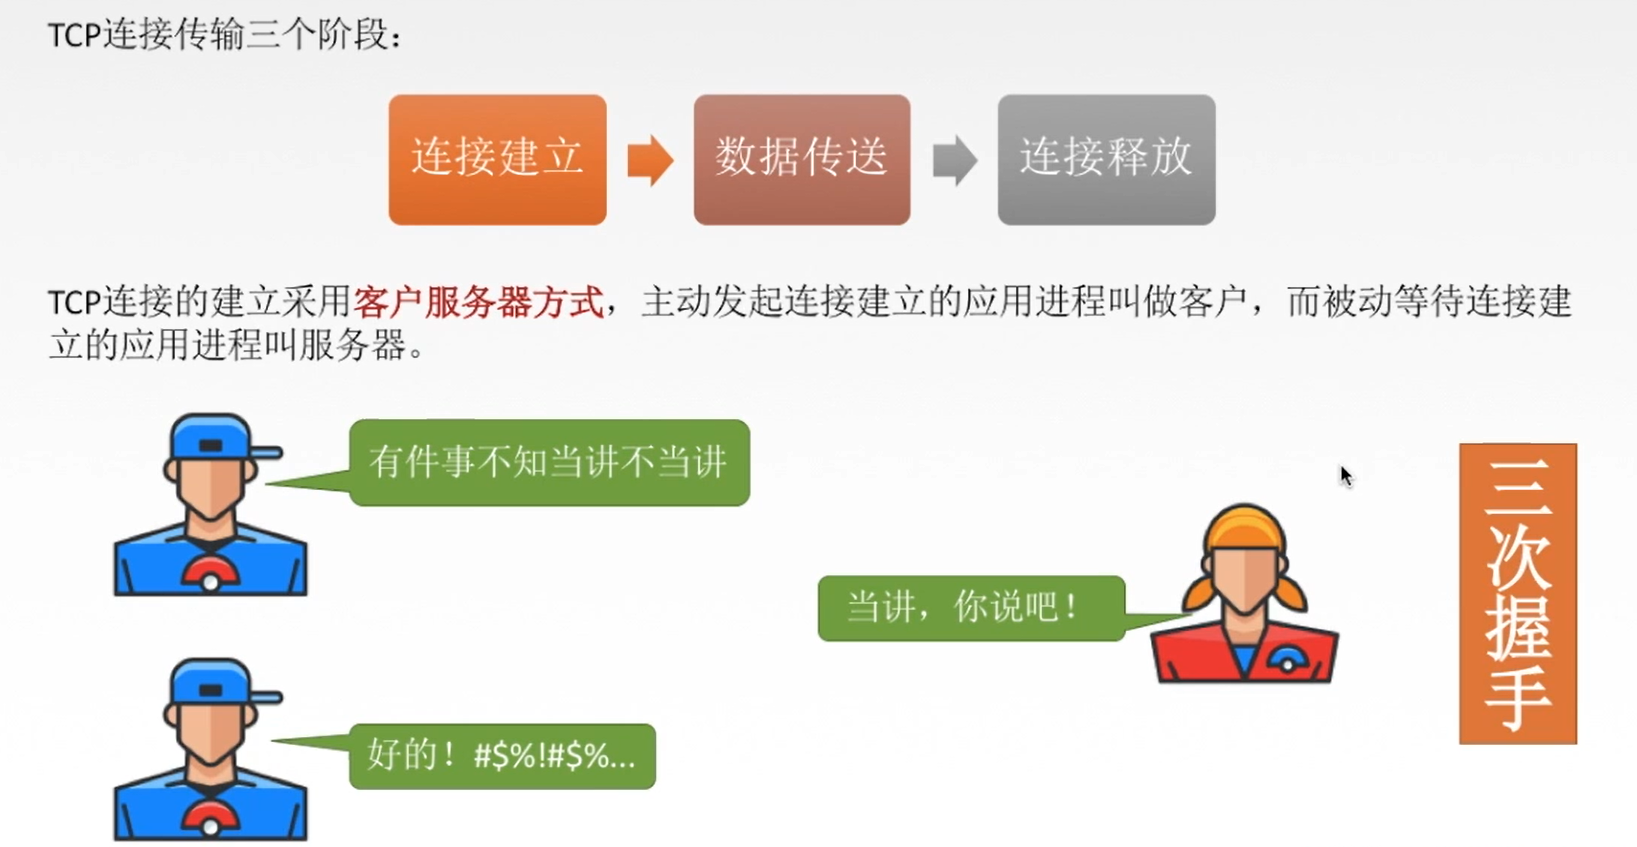 TCP连接传输三个阶段：
连接建立
数据传送
连接释放
TCP连接的建立采用客户服务器方式，主动发起连接建立的应用进程叫做客户，而被动等待连接建
立的应用进程叫服务器。
有件事不知当讲不当讲
当讲，你说吧！
好的！#$%!#$%...
三次握手